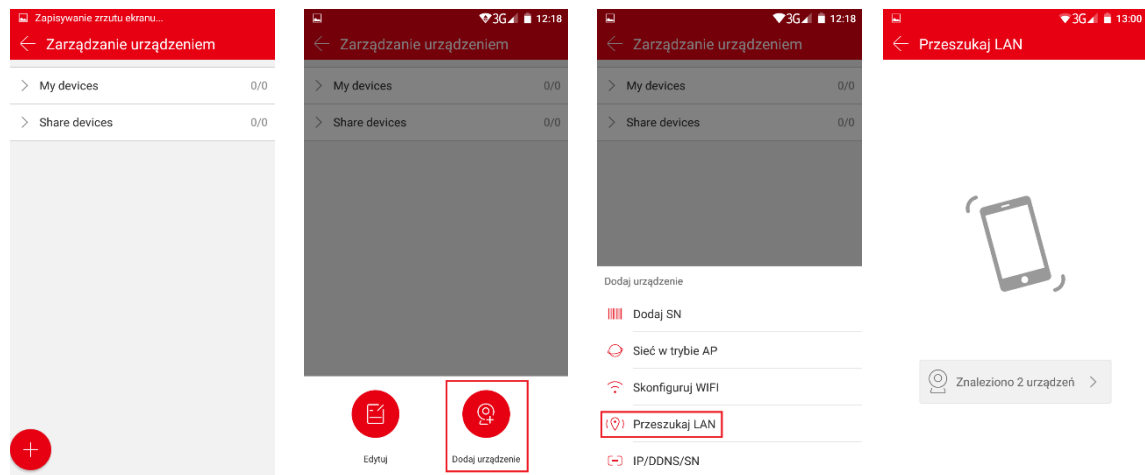 Zapisywanie zrzutu ekranu...
Zarządzanie urządzeniem
My devices 0/0
Share devices 0/0
3G 12:18
Zarządzanie urządzeniem
My devices 0/0
Share devices 0/0
Edytuj
Dodaj urządzenie
3G 12:18
Zarządzanie urządzeniem
My devices 0/0
Share devices 0/0
Dodaj urządzenie
Dodaj SN
Sieć w trybie AP
Skonfiguruj WIFI
Przeszukaj LAN
IP/DDNS/SN
3G 13:00
Przeszukaj LAN
Znaleziono 2 urządzeń